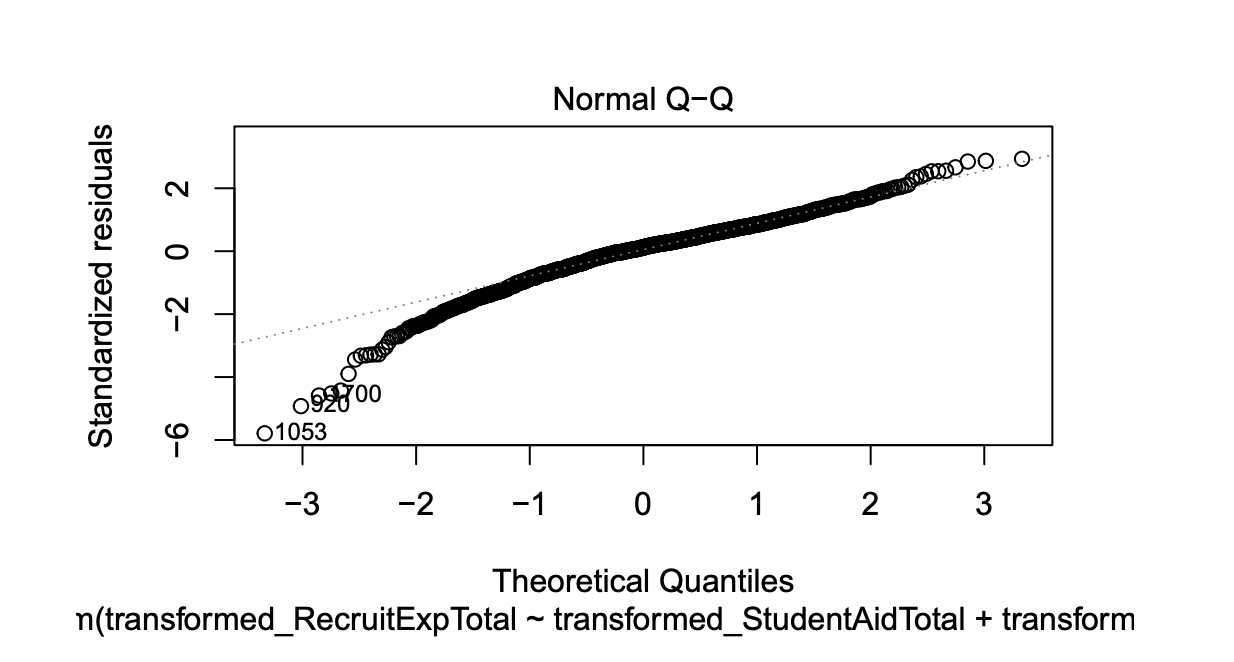 Normal Q−Q
Standardized residuals
2
0
−2
−6
700
920
1053
−3 −2 −1 0 1 2 3
Theoretical Quantiles
m(transformed_RecruitExpTotal ~ transformed_StudentAidTotal + transform